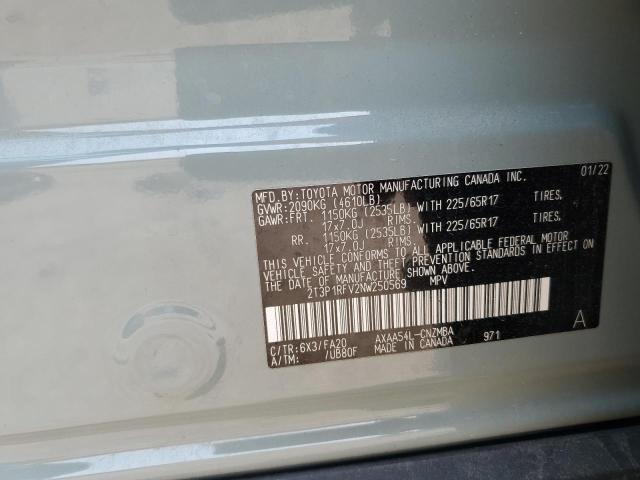 MFD. BY: TOYOTA MOTOR MANUFACTURING CANADA INC. 01/22
GVWR: 2090KG (4610LB)
GAWR: FRT. 1150KG (2535LB) WITH 225/65R17 TIRES.
17x7.0J RIMS.
RR. 1150KG (2535LB) WITH 225/65R17 TIRES.
17x7.0J RIMS.
THIS VEHICLE CONFORMS TO ALL APPLICABLE FEDERAL MOTOR
VEHICLE SAFETY AND THEFT PREVENTION STANDARDS IN EFFECT ON
THE DATE OF MANUFACTURE SHOWN ABOVE.
2T3P1RFV2NW250569 MPV
C/TR: 6X3/FA20 AXAA54L-CNZMBA 971 A
A/TM: /UB80F MADE IN CANADA